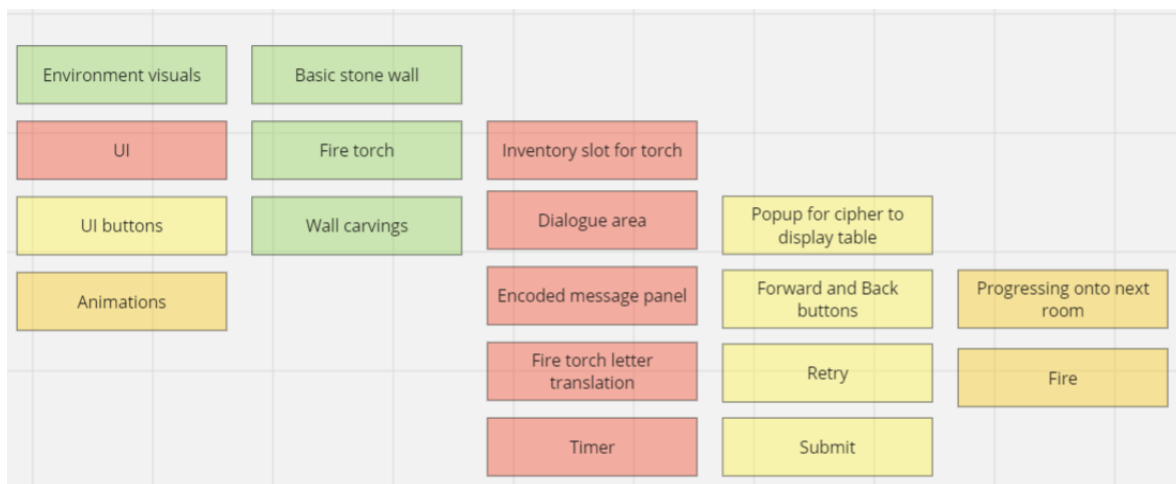 Environment visuals
Basic stone wall
UI
Fire torch
Inventory slot for torch
UI buttons
Wall carvings
Dialogue area
Popup for cipher to
display table
Animations
Encoded message panel
Forward and Back
buttons
Progressing onto next
room
Fire torch letter
translation
Retry
Fire
Timer
Submit